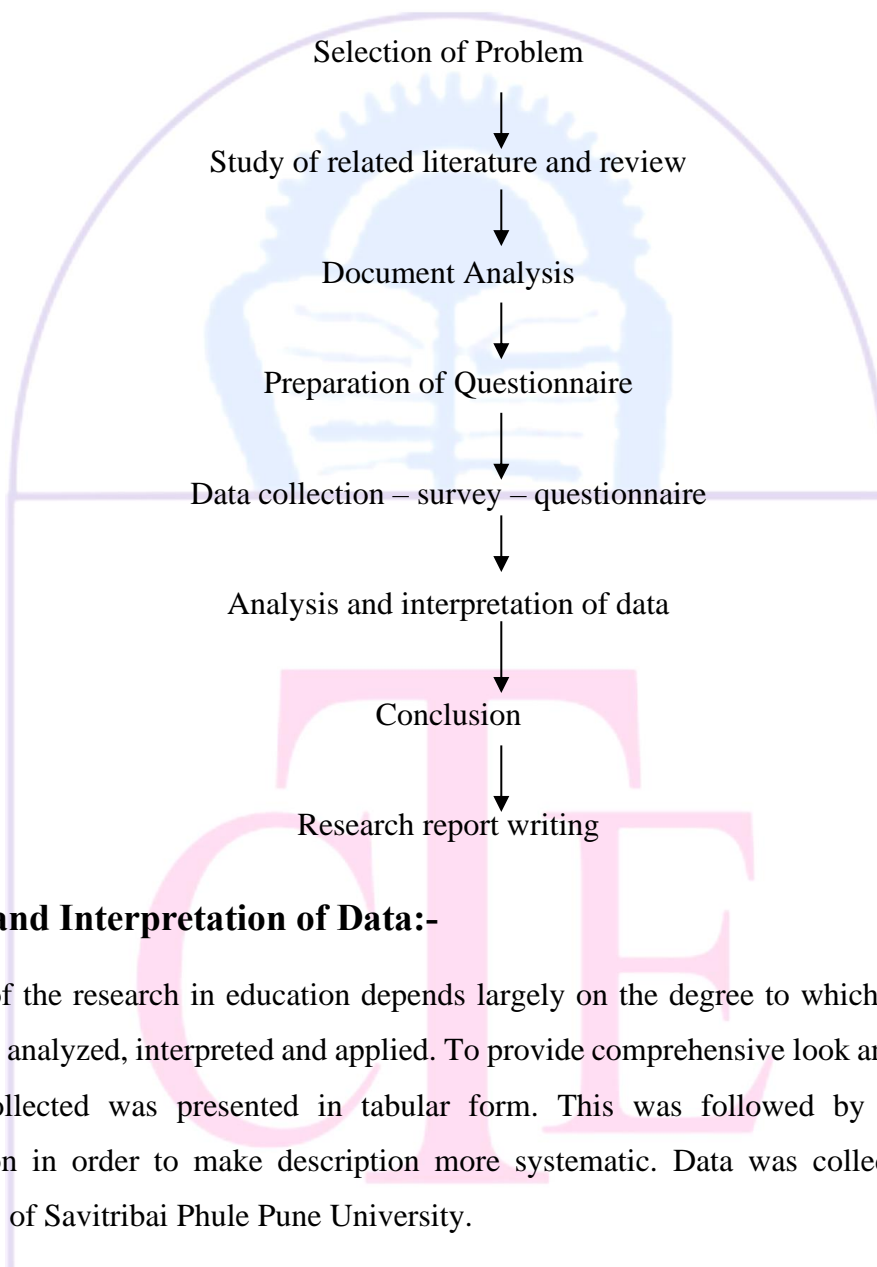 Selection of Problem
Study of related literature and review
Document Analysis
Preparation of Questionnaire
Data collection – survey – questionnaire
Analysis and interpretation of data
Conclusion
Research report writing
and Interpretation of Data:-
of the research in education depends largely on the degree to which
analyzed, interpreted and applied. To provide comprehensive look
was presented in tabular form. This was followed by
in order to make description more systematic. Data was
of Savitribai Phule Pune University.
CTE